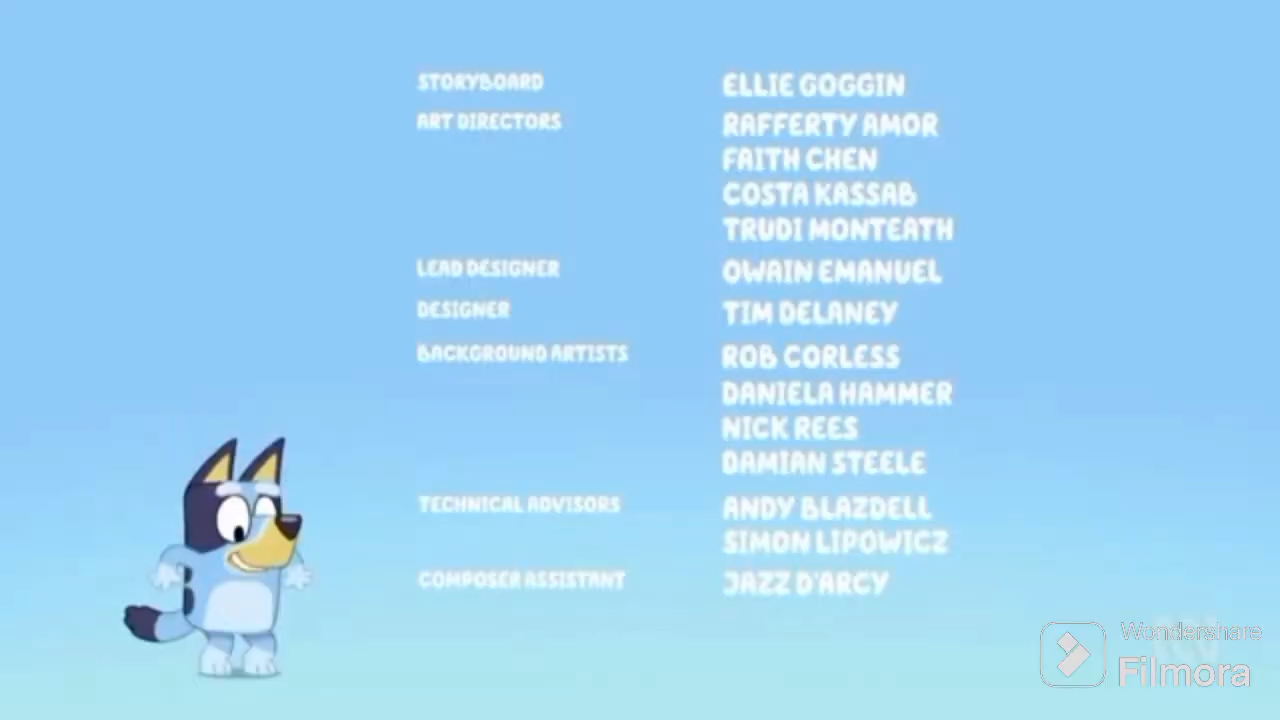 STORYBOARD ELLIE GOGGIN
ART DIRECTORS RAFFERTY AMOR
FAITH CHEN
COSTA KASSAB
TRUDI MONTEATH
LEAD DESIGNER OWAIN EMANUEL
DESIGNER TIM DELANEY
BACKGROUND ARTISTS ROB CORLESS
DANIELA HAMMER
NICK REES
DAMIAN STEELE
TECHNICAL ADVISORS ANDY BLAZDELL
SIMON LIPOWICZ
COMPOSER ASSISTANT JAZZ D'ARCY
Wondershare
Filmora